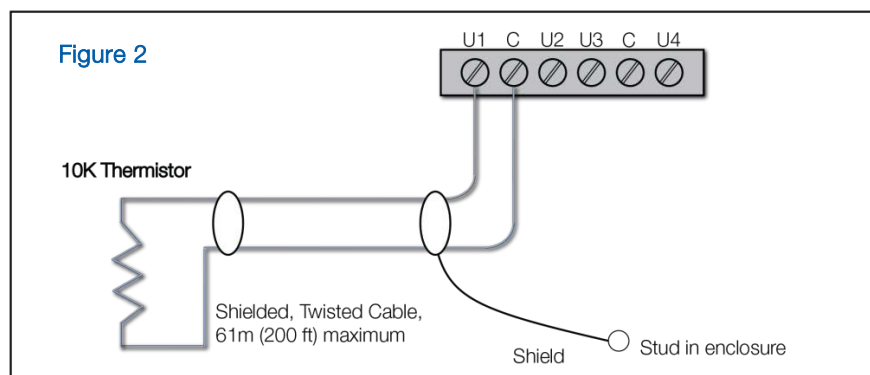 Figure 2
U1 C U2 U3 C U4
10K Thermistor
Shielded, Twisted Cable,
61m (200 ft) maximum
Shield
Stud in enclosure